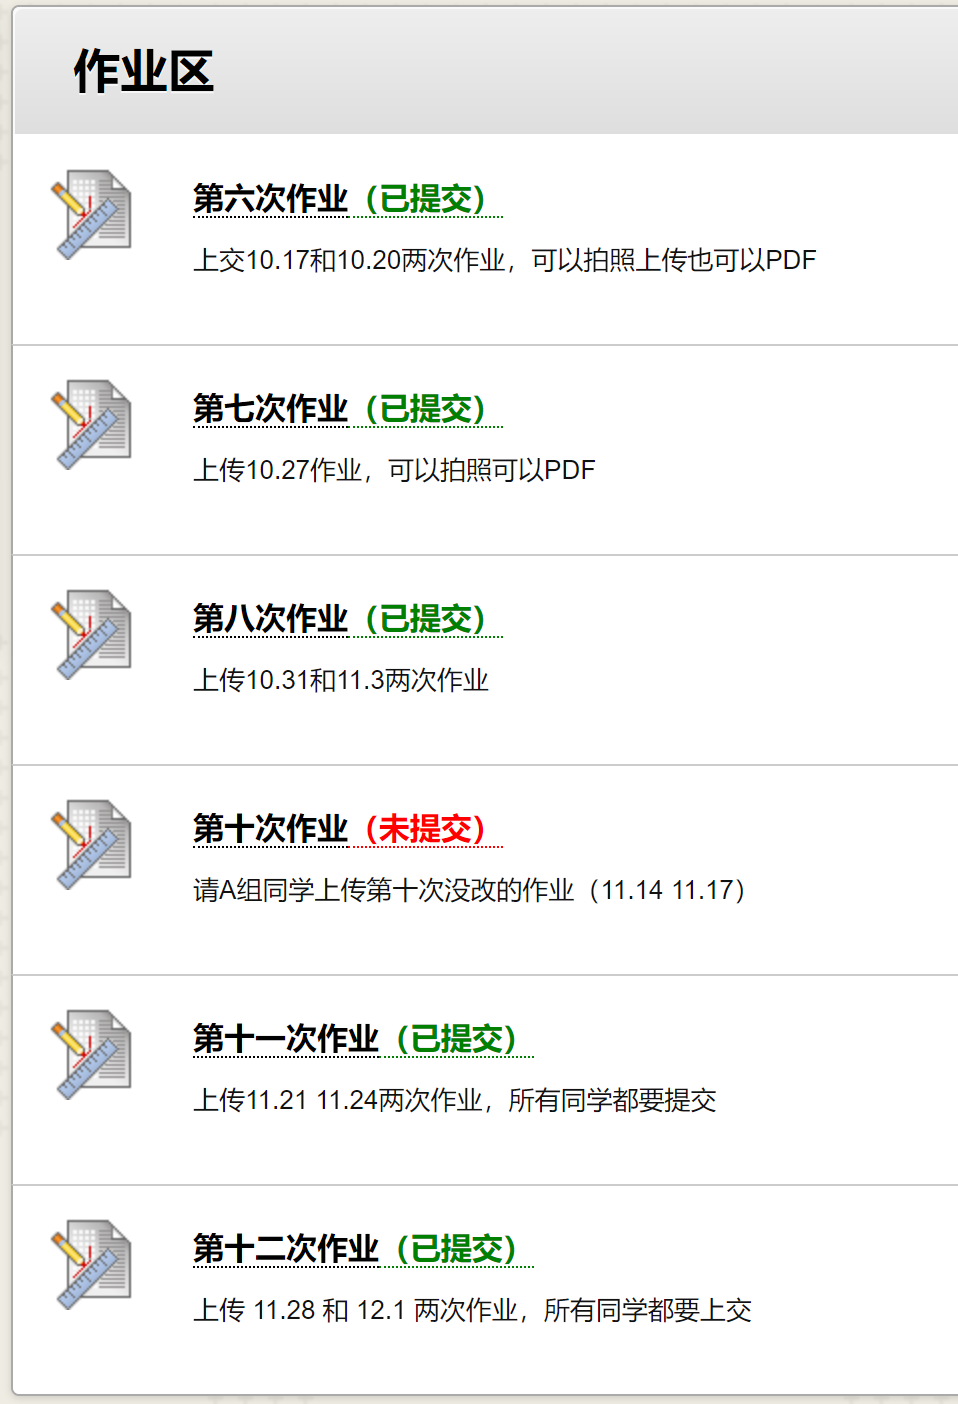 作业区
第六次作业（已提交）
上交10.17和10.20两次作业，可以拍照上传也可以PDF
第七次作业（已提交）
上传10.27作业，可以拍照可以PDF
第八次作业（已提交）
上传10.31和11.3两次作业
第十次作业（未提交）
请A组同学上传第十次没改的作业（11.14 11.17）
第十一次作业（已提交）
上传11.21 11.24两次作业，所有同学都要提交
第十二次作业（已提交）
上传 11.28 和 12.1 两次作业，所有同学都要上交